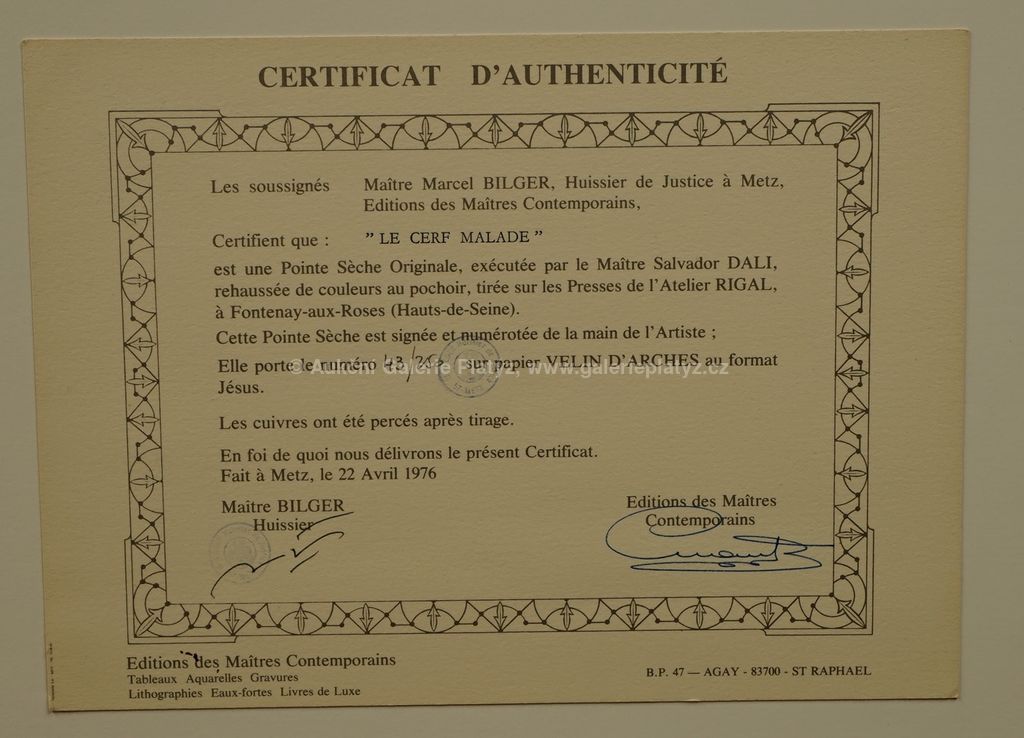 CERTIFICAT D'AUTHENTICITÉ
Les soussignés Maître Marcel BILGER, Huissier de Justice à Metz,
Editions des Maîtres Contemporains,
Certifient que : " LE CERF MALADE "
est une Pointe Sèche Originale, exécutée par le Maître Salvador DALI,
rehaussée de couleurs au pochoir, tirée sur les Presses de l'Atelier RIGAL,
à Fontenay-aux-Roses (Hauts-de-Seine).
Cette Pointe Sèche est signée et numérotée de la main de l'Artiste ;
Elle porte le numéro 43/ sur papier VELIN D'ARCHES au format
© Aukční Galerie Platýz, www.galerieplatyz.cz
Jésus.
Les cuivres ont été percés après tirage.
En foi de quoi nous délivrons le présent Certificat.
Fait à Metz, le 22 Avril 1976
Maître BILGER
Huissier
Editions des Maîtres
Contemporains
Editions des Maîtres Contemporains
Tableaux Aquarelles Gravures
Lithographies Eaux-fortes Livres de Luxe
B.P. 47 — AGAY - 83700 - ST RAPHAEL